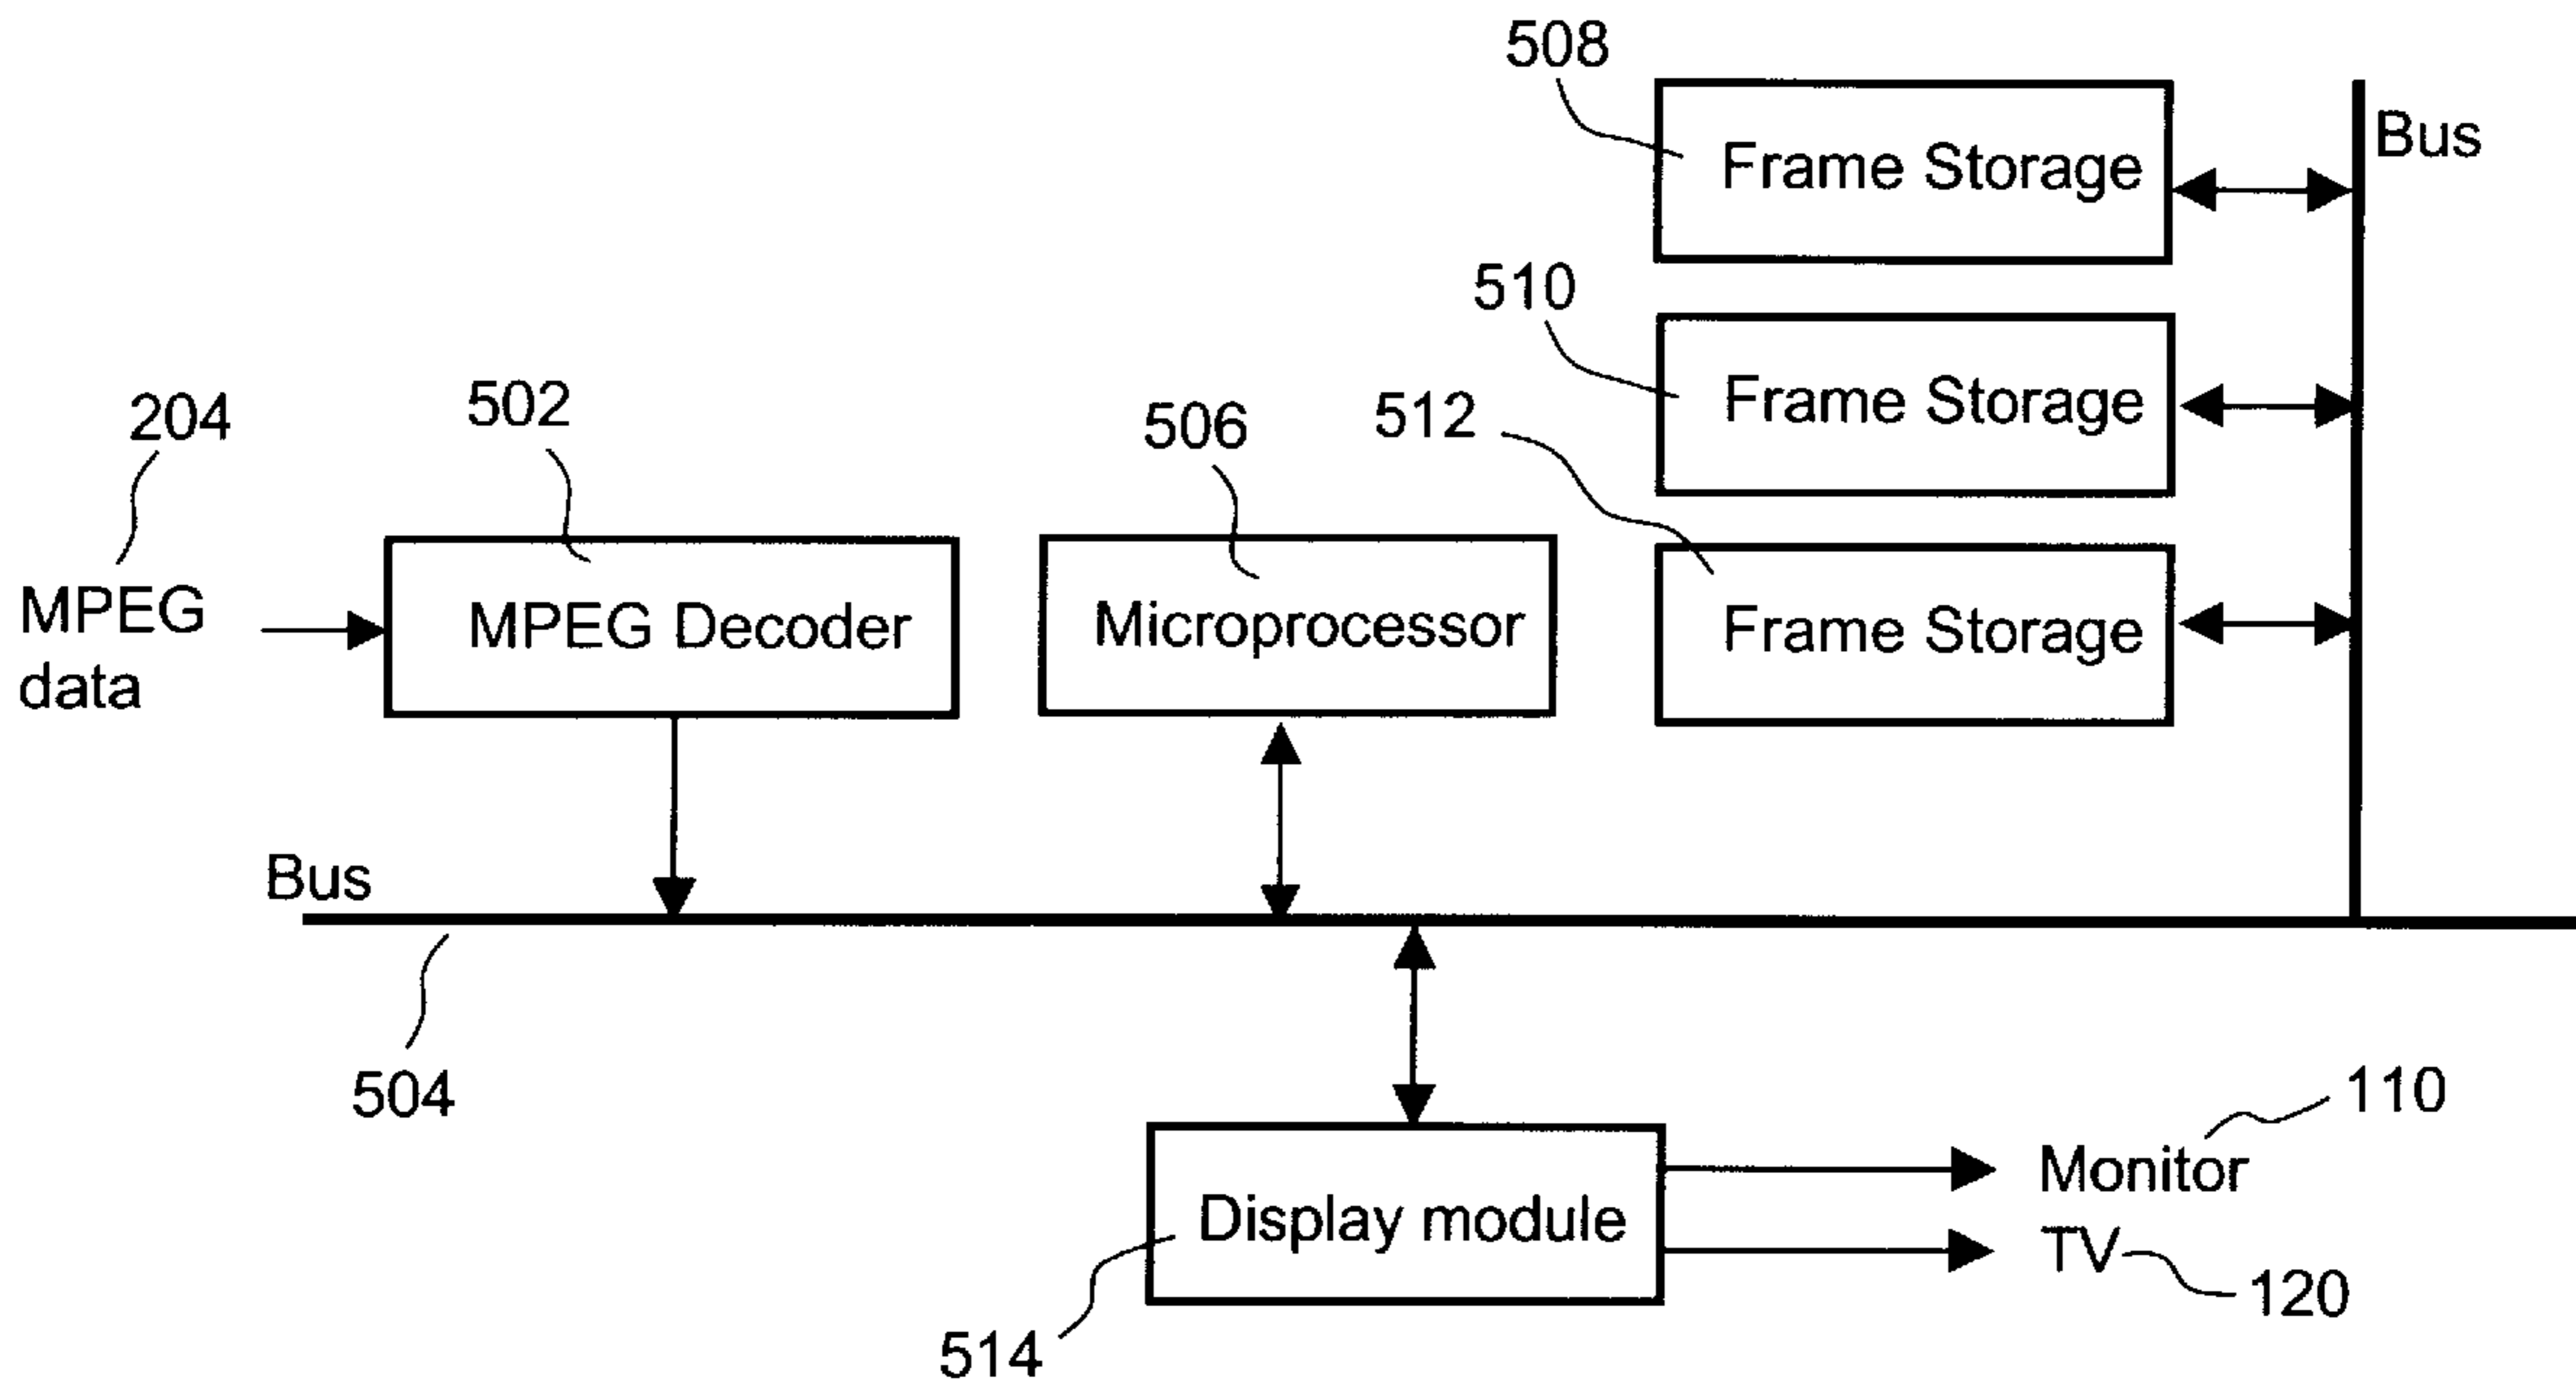 508
Frame Storage
Bus
510
Frame Storage
512
Frame Storage
204
MPEG
data
502
MPEG Decoder
506
Microprocessor
Bus
504
Display module
514
110
Monitor
TV
120